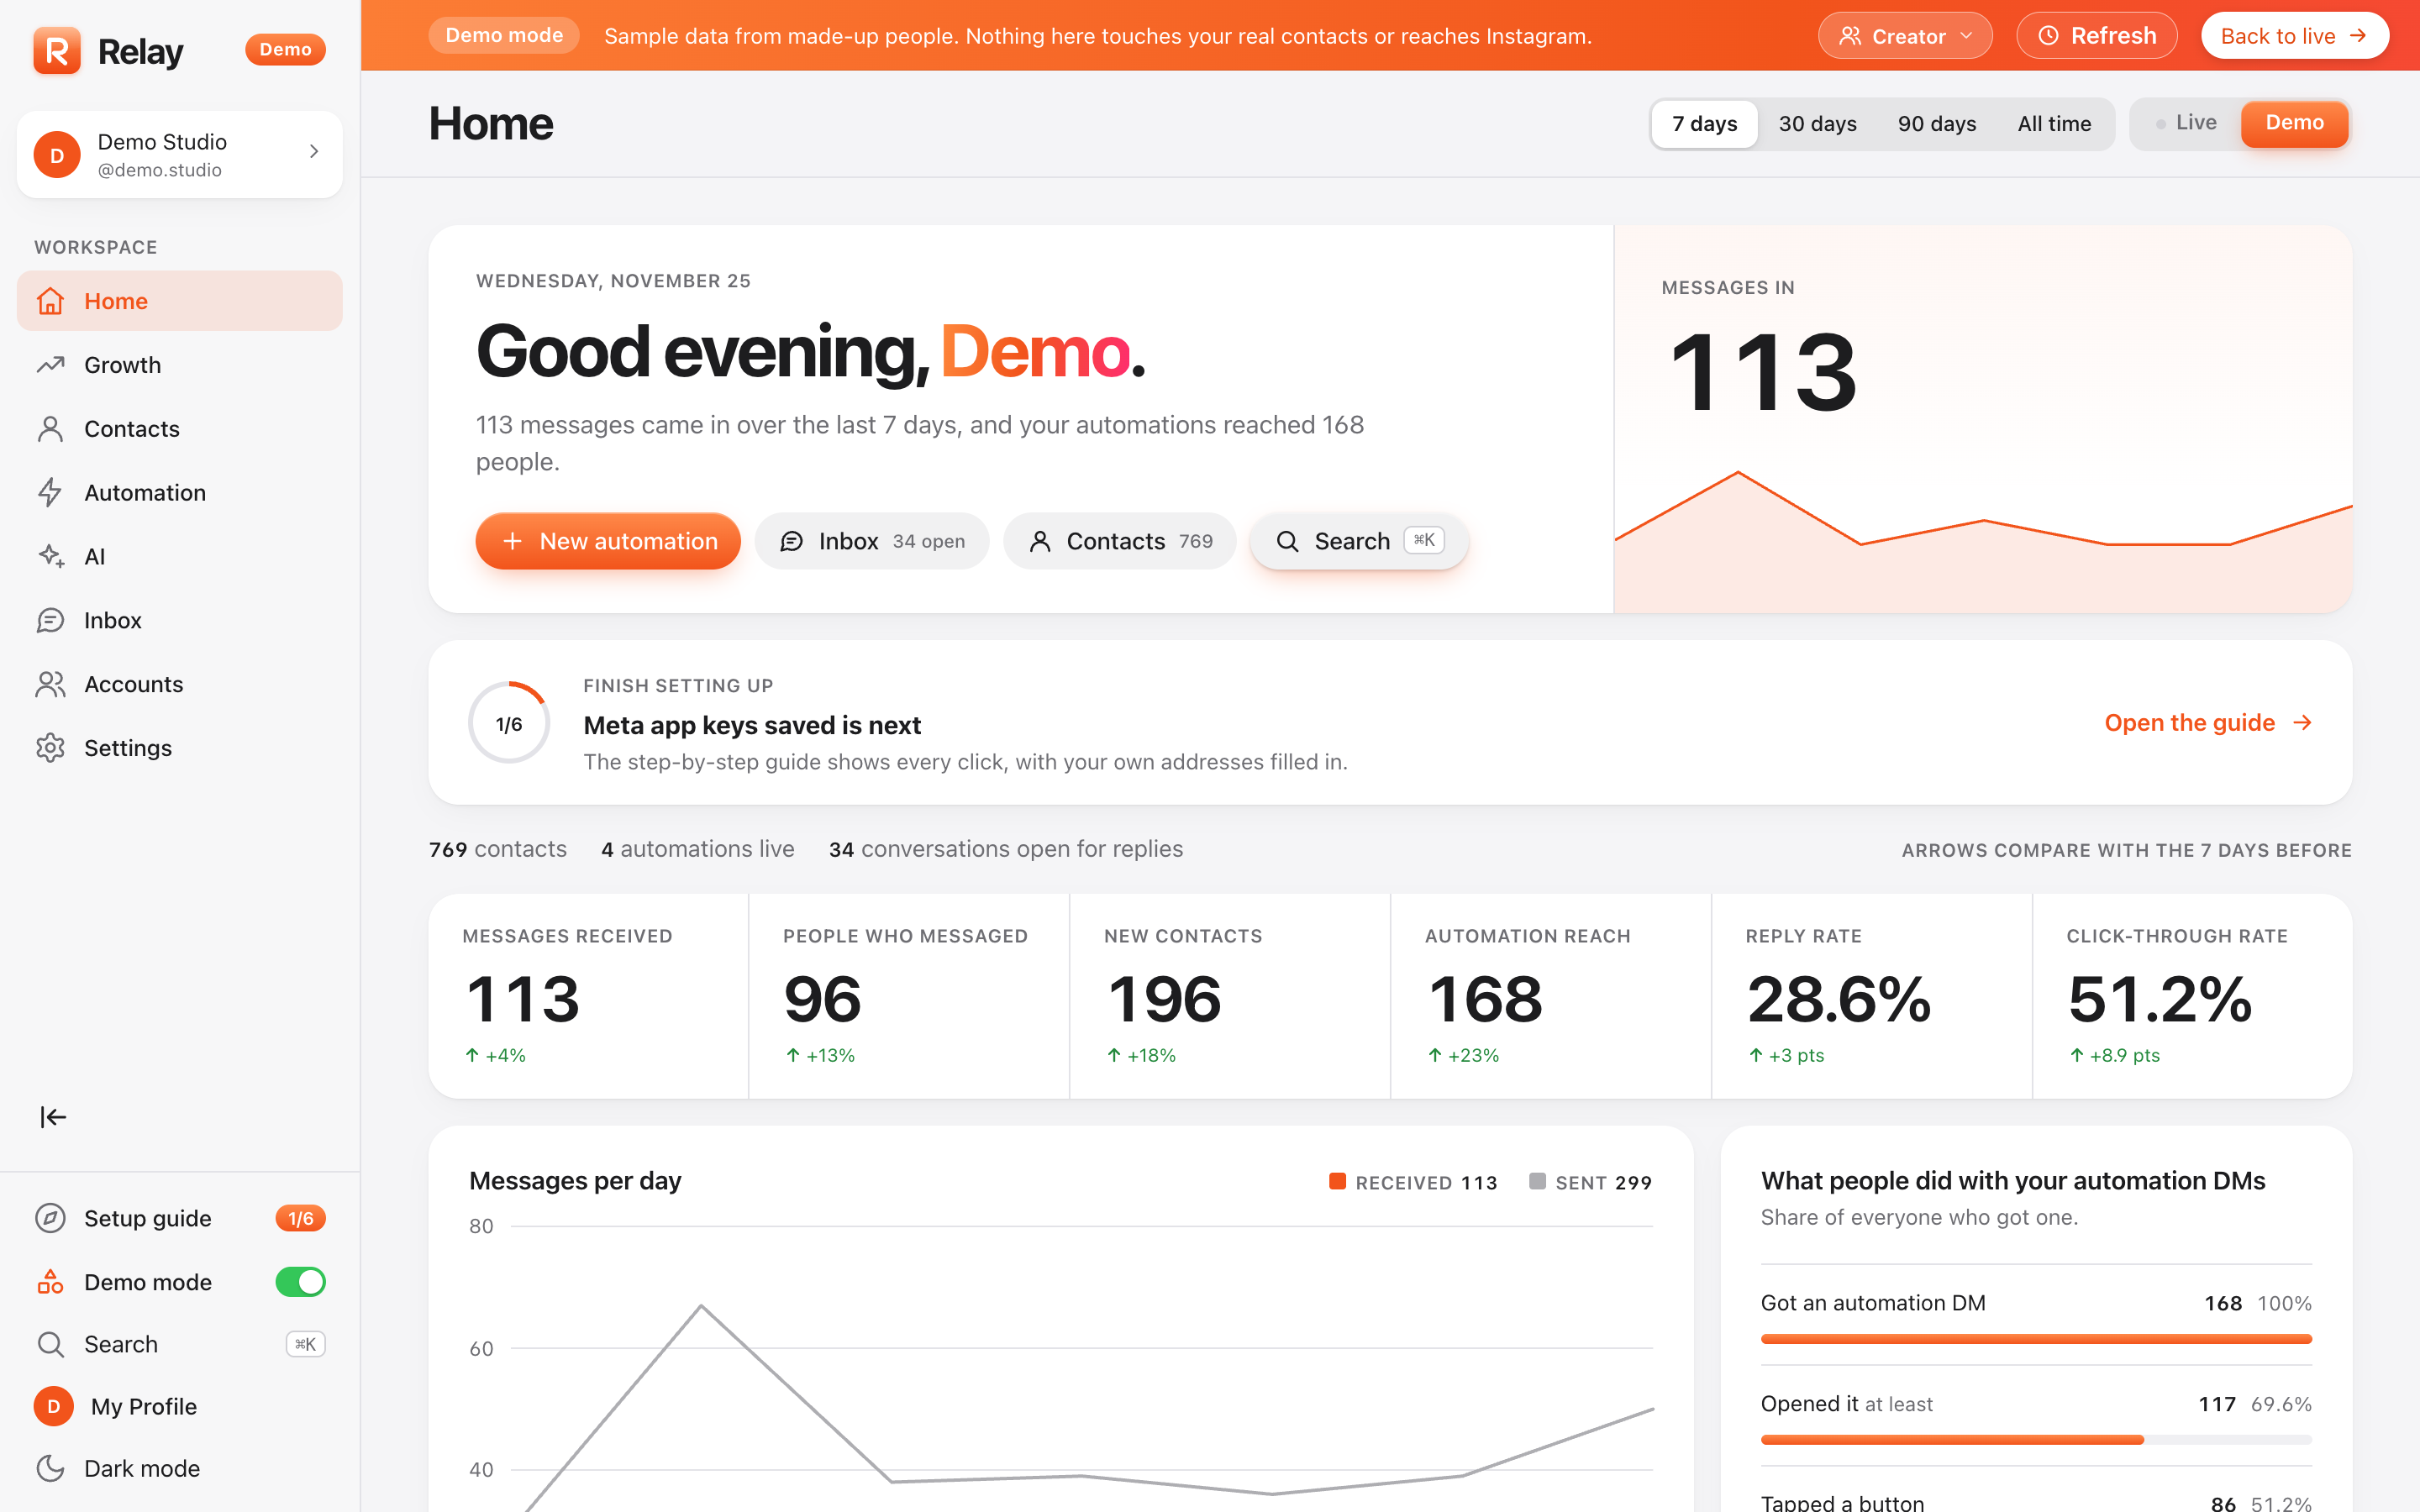 Relay
Demo
Demo Studio
@demo.studio
WORKSPACE
Home
Growth
Contacts
Automation
AI
Inbox
Accounts
Settings
Setup guide 1/6
Demo mode
Search ⌘K
D My Profile
Dark mode
Demo mode Sample data from made-up people. Nothing here touches your real contacts or reaches Instagram. Creator Refresh Back to live
Home
7 days 30 days 90 days All time Live Demo
WEDNESDAY, NOVEMBER 25
Good evening, Demo.
113 messages came in over the last 7 days, and your automations reached 168
people.
New automation Inbox 34 open Contacts 769 Search ⌘K
MESSAGES IN
113
1/6
FINISH SETTING UP
Meta app keys saved is next
The step-by-step guide shows every click, with your own addresses filled in.
Open the guide
769 contacts 4 automations live 34 conversations open for replies ARROWS COMPARE WITH THE 7 DAYS BEFORE
MESSAGES RECEIVED
113
+4%
PEOPLE WHO MESSAGED
96
+13%
NEW CONTACTS
196
+18%
AUTOMATION REACH
168
+23%
REPLY RATE
28.6%
+3 pts
CLICK-THROUGH RATE
51.2%
+8.9 pts
Messages per day RECEIVED 113 SENT 299
80
60
40
What people did with your automation DMs
Share of everyone who got one.
Got an automation DM 168 100%
Opened it at least 117 69.6%
Tapped a button 86 51.2%